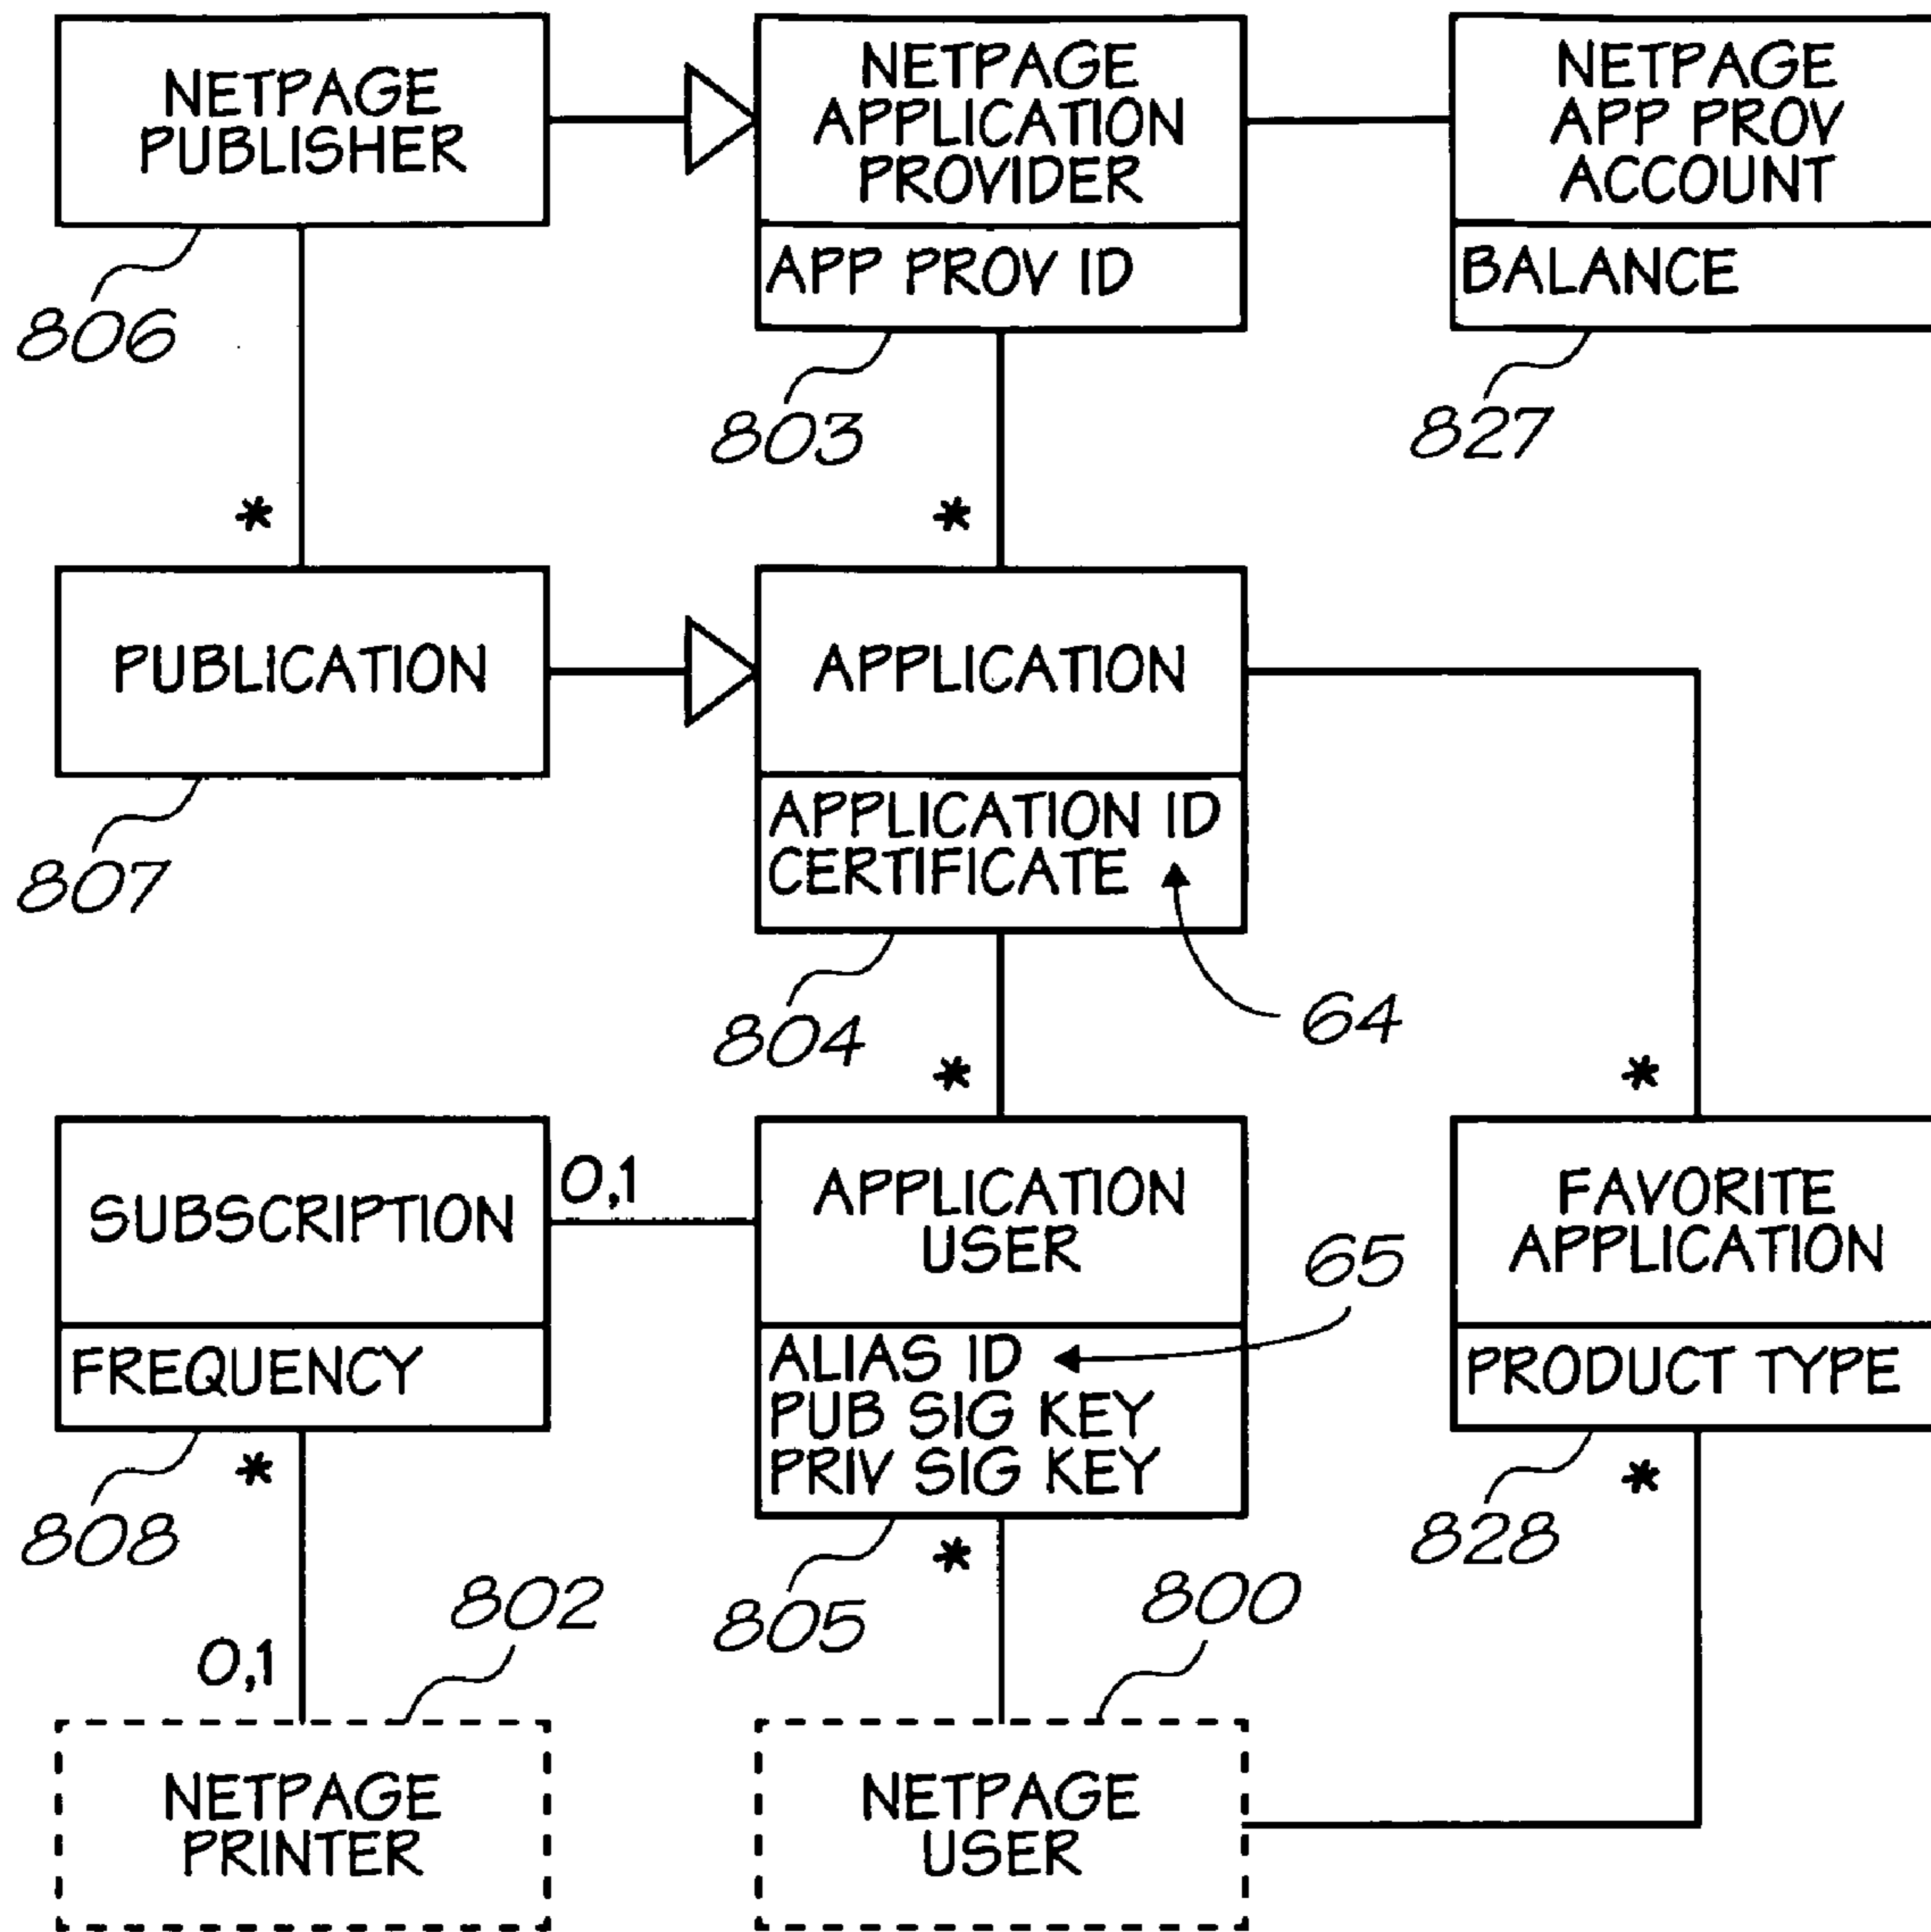 NETPAGE
PUBLISHER
NETPAGE
APPLICATION
PROVIDER
APP PROV ID
NETPAGE
APP PROV
ACCOUNT
BALANCE
806
803
827
*
*
PUBLICATION
APPLICATION
APPLICATION ID
CERTIFICATE
807
804
64
*
*
SUBSCRIPTION
FREQUENCY
0,1
APPLICATION
USER
ALIAS ID
PUB SIG KEY
PRIV SIG KEY
65
FAVORITE
APPLICATION
PRODUCT TYPE
808
*
805
*
828
*
802
800
0,1
NETPAGE
PRINTER
NETPAGE
USER